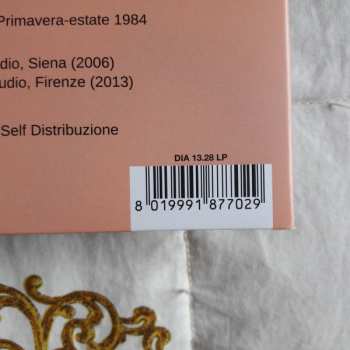 Primavera-estate 1984
dio, Siena (2006)
udio, Firenze (2013)
Self Distribuzione
DIA 13.28 LP
8 019991 877029